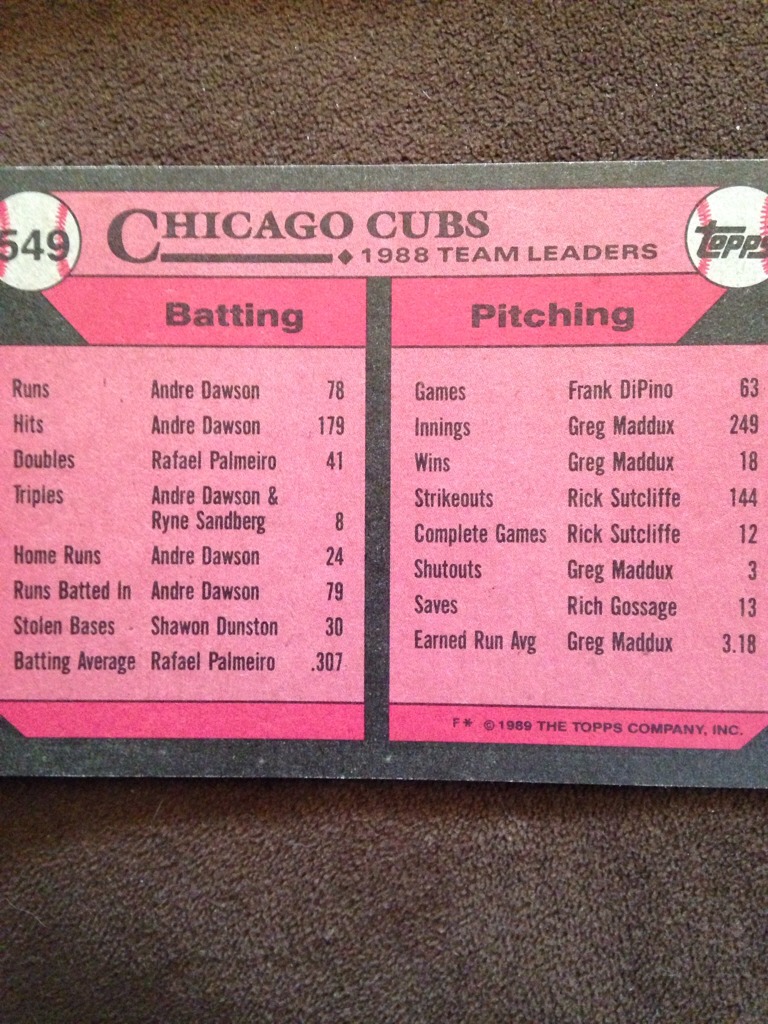 549
CHICAGO CUBS
1988 TEAM LEADERS
topps
Batting
Runs Andre Dawson 78
Hits Andre Dawson 179
Doubles Rafael Palmeiro 41
Triples Andre Dawson &
Ryne Sandberg 8
Home Runs Andre Dawson 24
Runs Batted In Andre Dawson 79
Stolen Bases Shawon Dunston 30
Batting Average Rafael Palmeiro .307
Pitching
Games Frank DiPino 63
Innings Greg Maddux 249
Wins Greg Maddux 18
Strikeouts Rick Sutcliffe 144
Complete Games Rick Sutcliffe 12
Shutouts Greg Maddux 3
Saves Rich Gossage 13
Earned Run Avg Greg Maddux 3.18
F* © 1989 THE TOPPS COMPANY, INC.